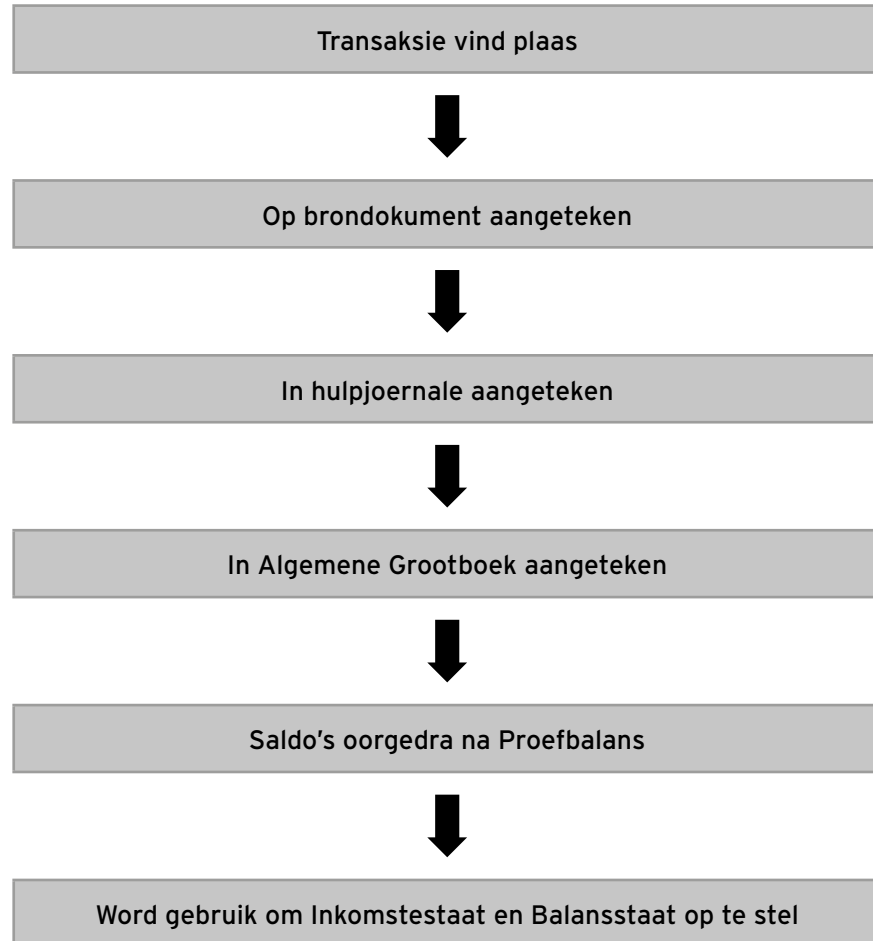 Transaksie vind plaas
Op brondokument aangeteken
In hulpjoernale aangeteken
In Algemene Grootboek aangeteken
Saldo's oorgedra na Proefbalans
Word gebruik om Inkomstestaat en Balansstaat op te stel